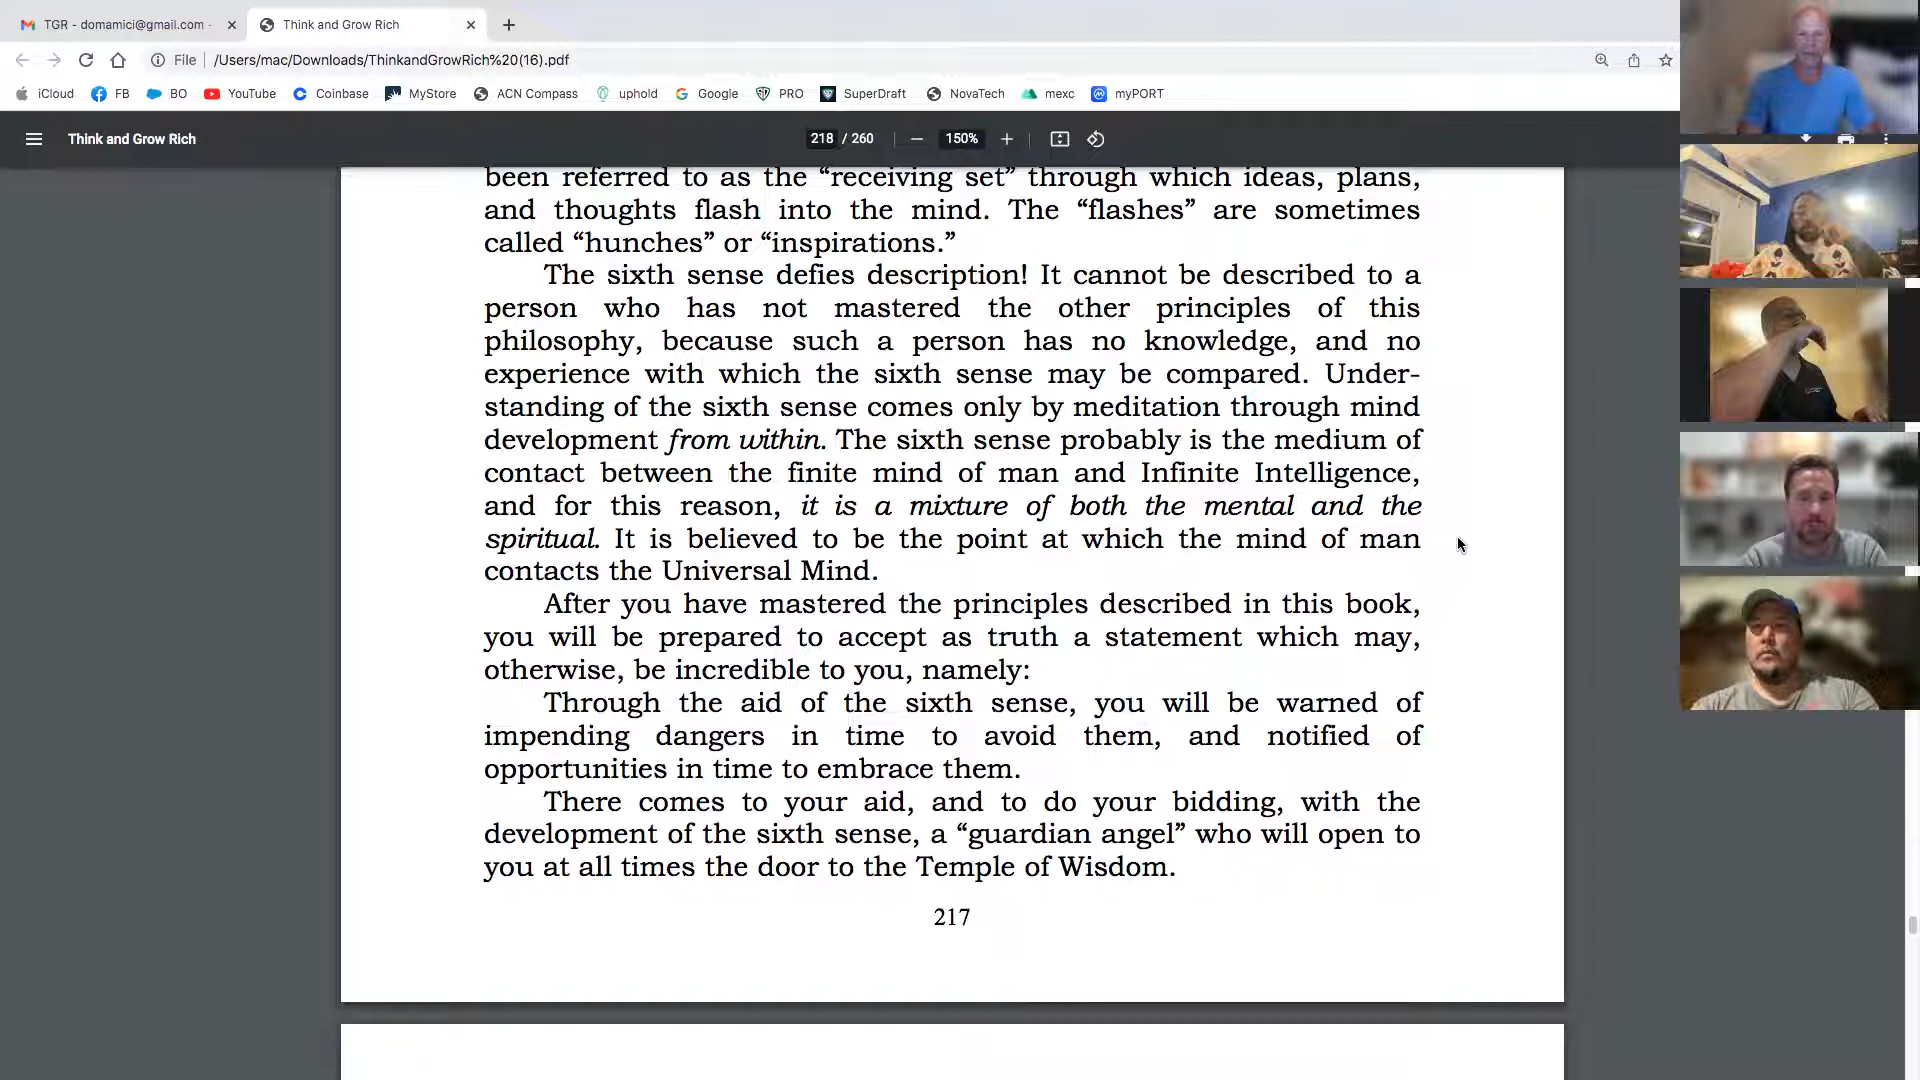 TGR - domamici@gmail.com -
Think and Grow Rich
File
/Users/mac/Downloads/ThinkandGrowRich%20(16).pdf
iCloud FB BO YouTube Coinbase MyStore ACN Compass uphold Google PRO SuperDraft NovaTech mexc myPORT
Think and Grow Rich
218 / 260
150%
been referred to as the “receiving set” through which ideas, plans,
and thoughts flash into the mind. The “flashes” are sometimes
called “hunches” or “inspirations.”
The sixth sense defies description! It cannot be described to a
person who has not mastered the other principles of this
philosophy, because such a person has no knowledge, and no
experience with which the sixth sense may be compared. Under-
standing of the sixth sense comes only by meditation through mind
development from within. The sixth sense probably is the medium of
contact between the finite mind of man and Infinite Intelligence,
and for this reason, it is a mixture of both the mental and the
spiritual. It is believed to be the point at which the mind of man
contacts the Universal Mind.
After you have mastered the principles described in this book,
you will be prepared to accept as truth a statement which may,
otherwise, be incredible to you, namely:
Through the aid of the sixth sense, you will be warned of
impending dangers in time to avoid them, and notified of
opportunities in time to embrace them.
There comes to your aid, and to do your bidding, with the
development of the sixth sense, a “guardian angel” who will open to
you at all times the door to the Temple of Wisdom.
217